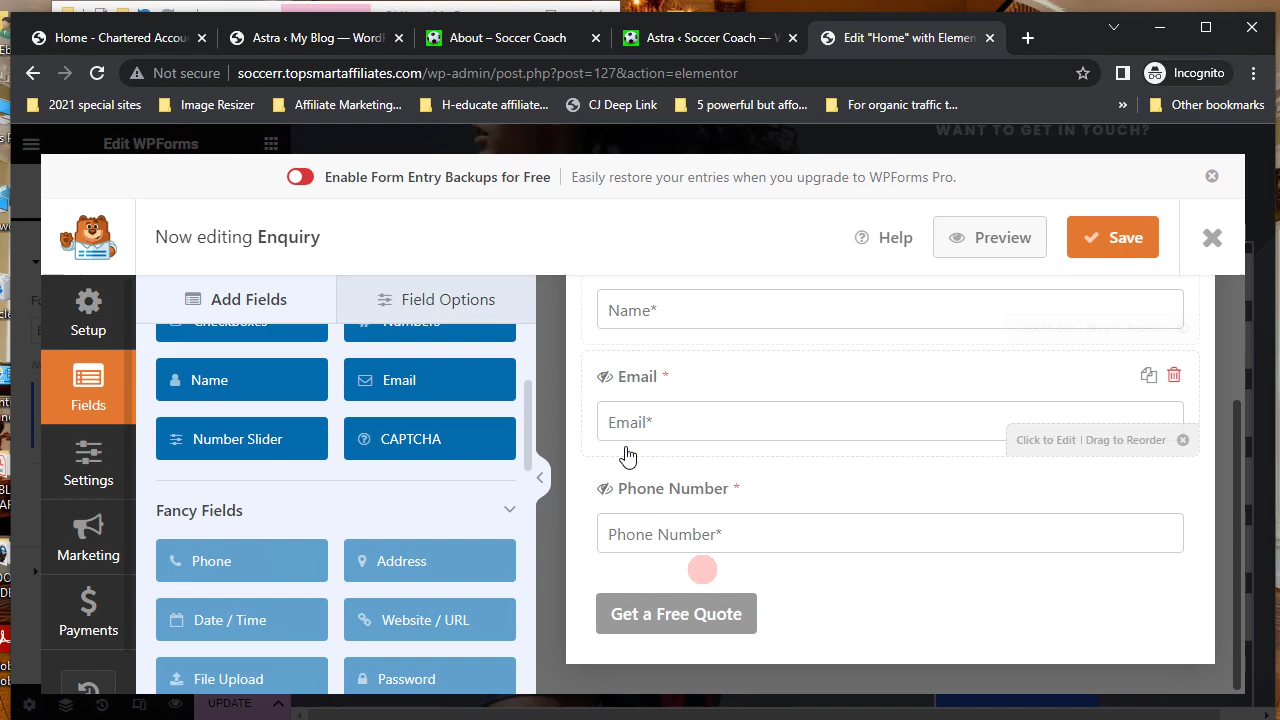 Home - Chartered Accou
Astra ‹ My Blog — WordP
About – Soccer Coach
Astra ‹ Soccer Coach — W
Edit "Home" with Elemen
Not secure
soccerr.topsmartaffiliates.com/wp-admin/post.php?post=127&action=elementor
Incognito
2021 special sites
Image Resizer
Affiliate Marketing...
H-educate affiliate...
CJ Deep Link
5 powerful but affo...
For organic traffic t...
Other bookmarks
Edit WPForms
WANT TO GET IN TOUCH?
Enable Form Entry Backups for Free
Easily restore your entries when you upgrade to WPForms Pro.
Now editing Enquiry
Help
Preview
Save
Setup
Fields
Settings
Marketing
Payments
Add Fields
Field Options
Checkboxes
Numbers
Name
Email
Number Slider
CAPTCHA
Fancy Fields
Phone
Address
Date / Time
Website / URL
File Upload
Password
Name*
Email *
Email*
Click to Edit | Drag to Reorder
Phone Number *
Phone Number*
Get a Free Quote
UPDATE